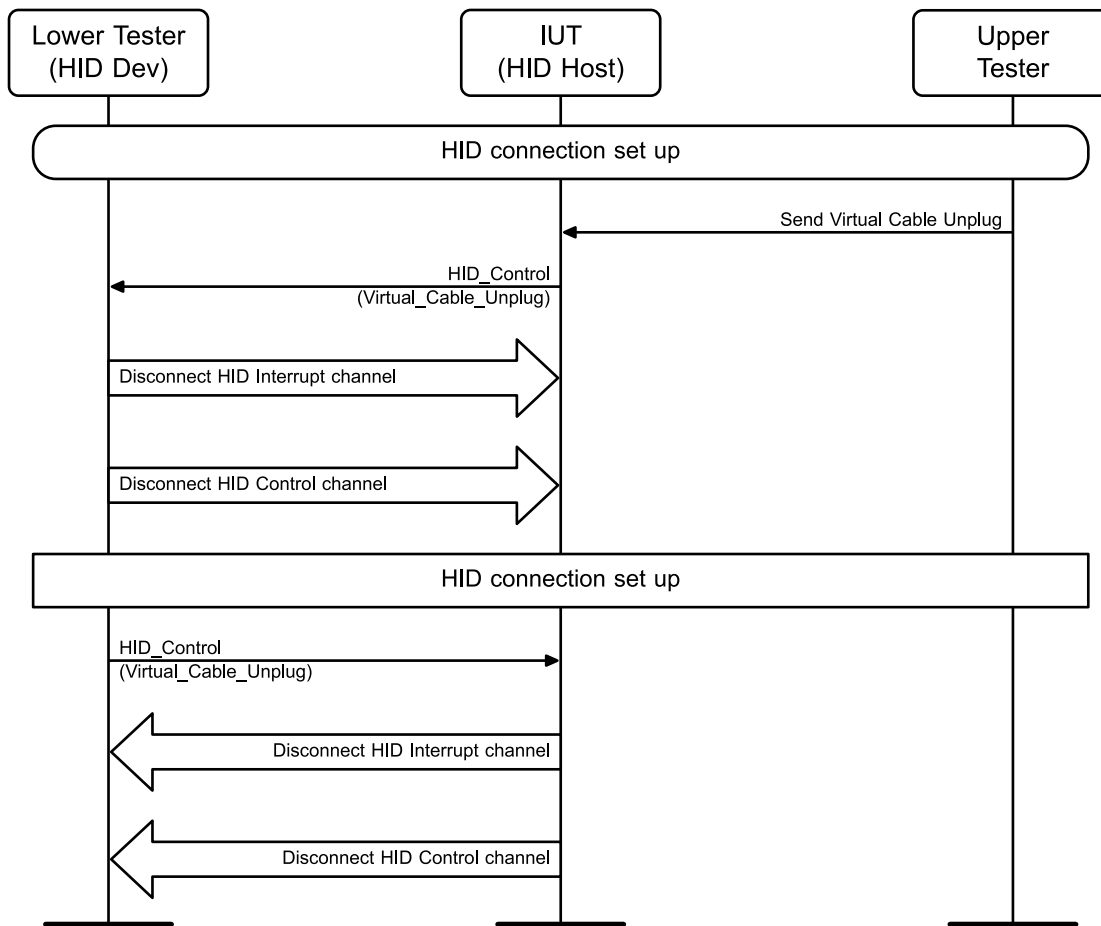 Lower Tester
(HID Dev)
IUT
(HID Host)
Upper
Tester
HID connection set up
Send Virtual Cable Unplug
HID_Control
(Virtual_Cable_Unplug)
Disconnect HID Interrupt channel
Disconnect HID Control channel
HID connection set up
HID_Control
(Virtual_Cable_Unplug)
Disconnect HID Interrupt channel
Disconnect HID Control channel